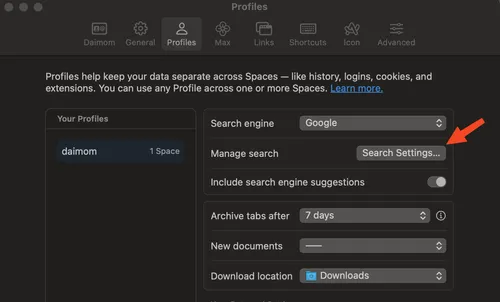 Profiles
Daimom General Profiles Max Links Shortcuts Icon Advanced
Profiles help keep your data separate across Spaces — like history, logins, cookies, and
extensions. You can use any Profile across one or more Spaces. Learn more.
Your Profiles
daimom 1 Space
Search engine Google
Manage search Search Settings...
Include search engine suggestions
Archive tabs after 7 days
New documents —
Download location Downloads